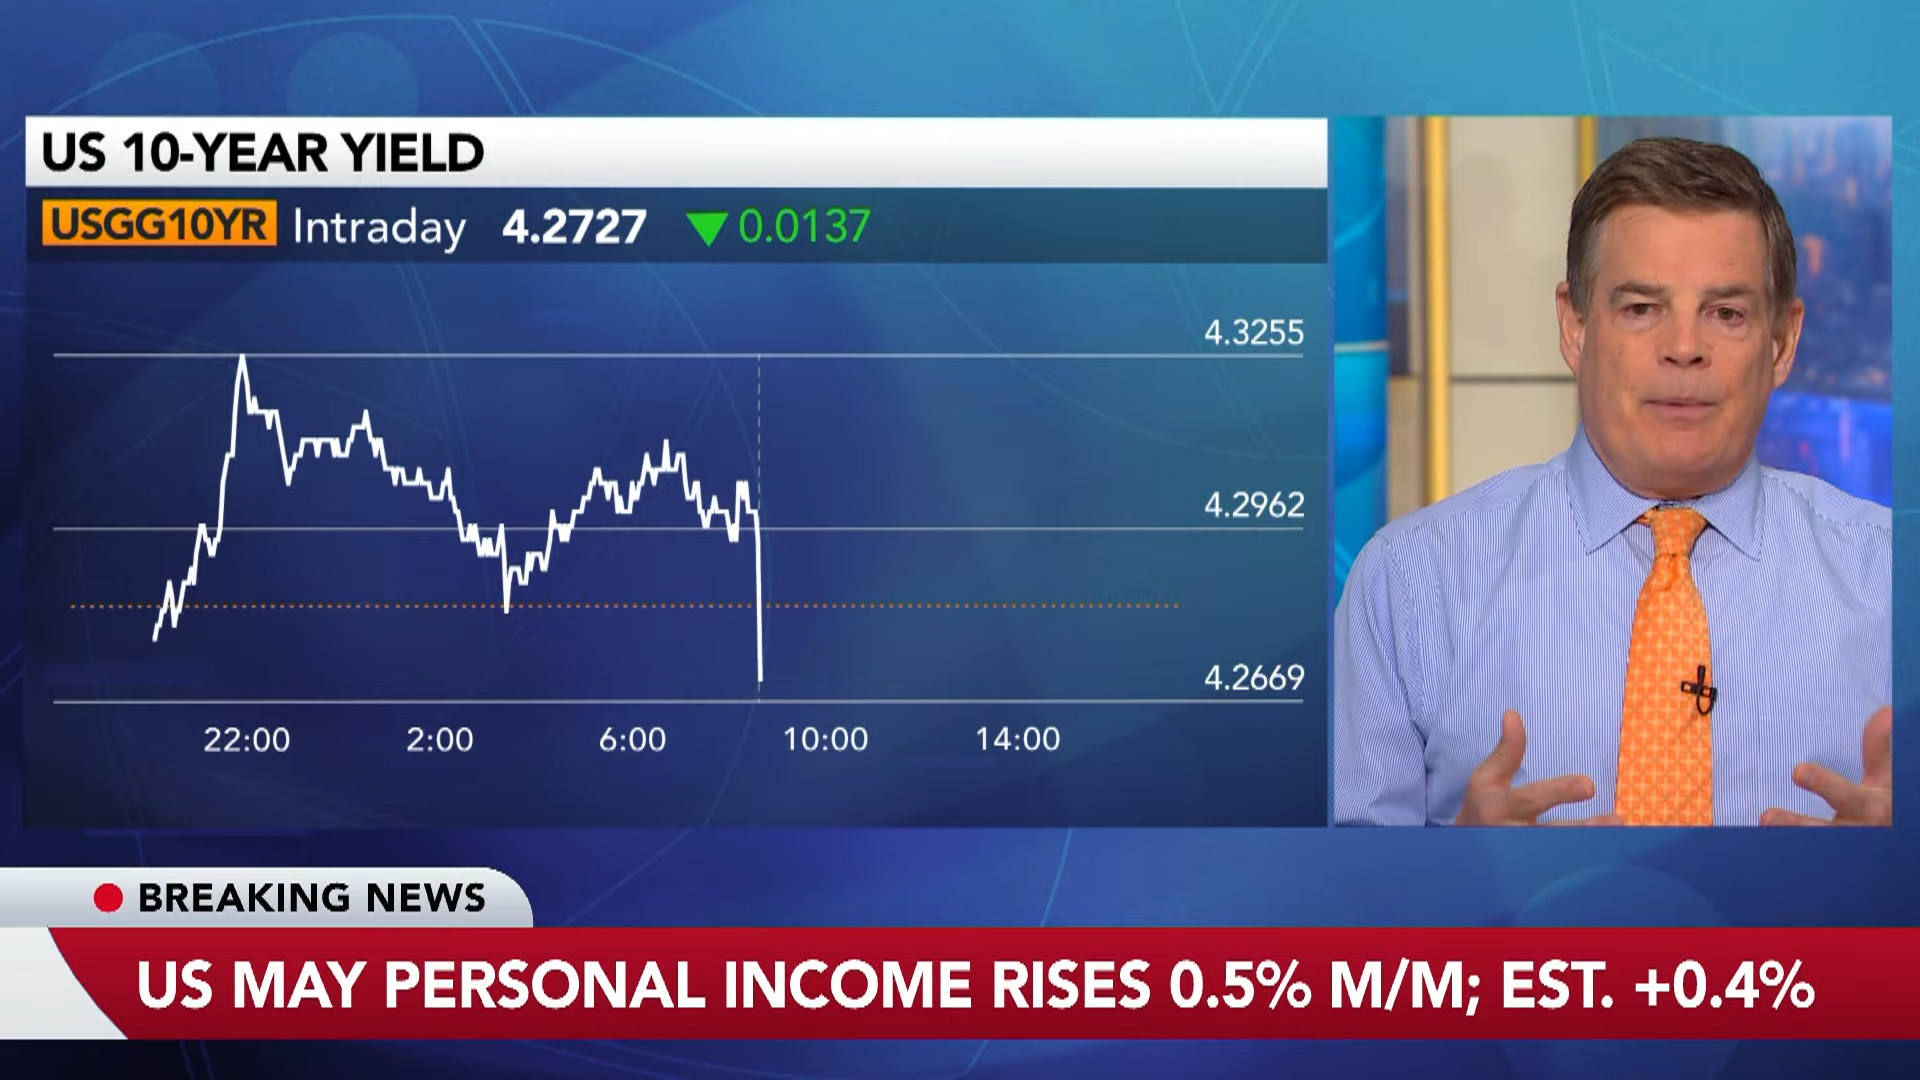 US 10-YEAR YIELD
USGG10YR Intraday 4.2727 ▼0.0137
4.3255
4.2962
4.2669
22:00 2:00 6:00 10:00 14:00
BREAKING NEWS
US MAY PERSONAL INCOME RISES 0.5% M/M; EST. +0.4%